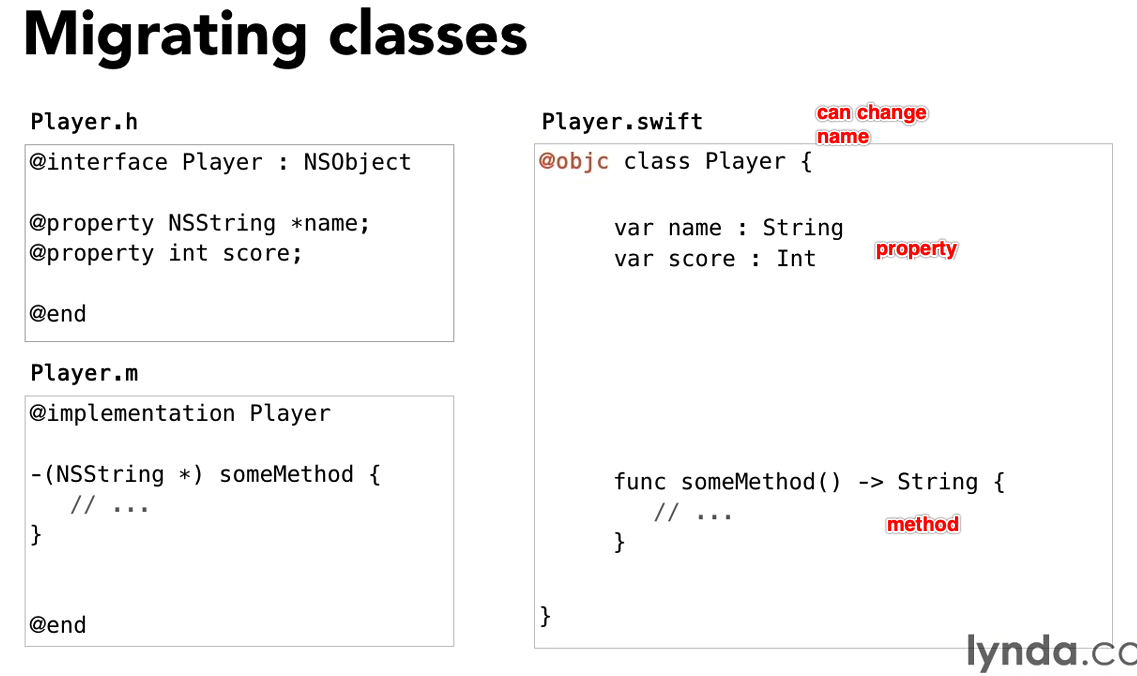 Migrating classes
Player.h
@interface Player : NSObject
@property NSString *name;
@property int score;
@end
Player.m
@implementation Player
-(NSString *) someMethod {
// ...
}
@end
Player.swift
can change
name
@objc class Player {
var name : String
var score : Int
property
func someMethod() -> String {
// ...
method
}
}
lynda.co